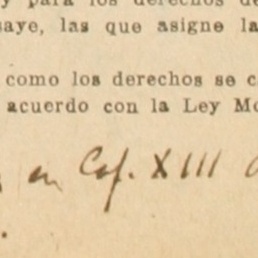 y para los derechos de
saye, las que asigne la
como los derechos se c
acuerdo con la Ley Mo
en Cap. XIII